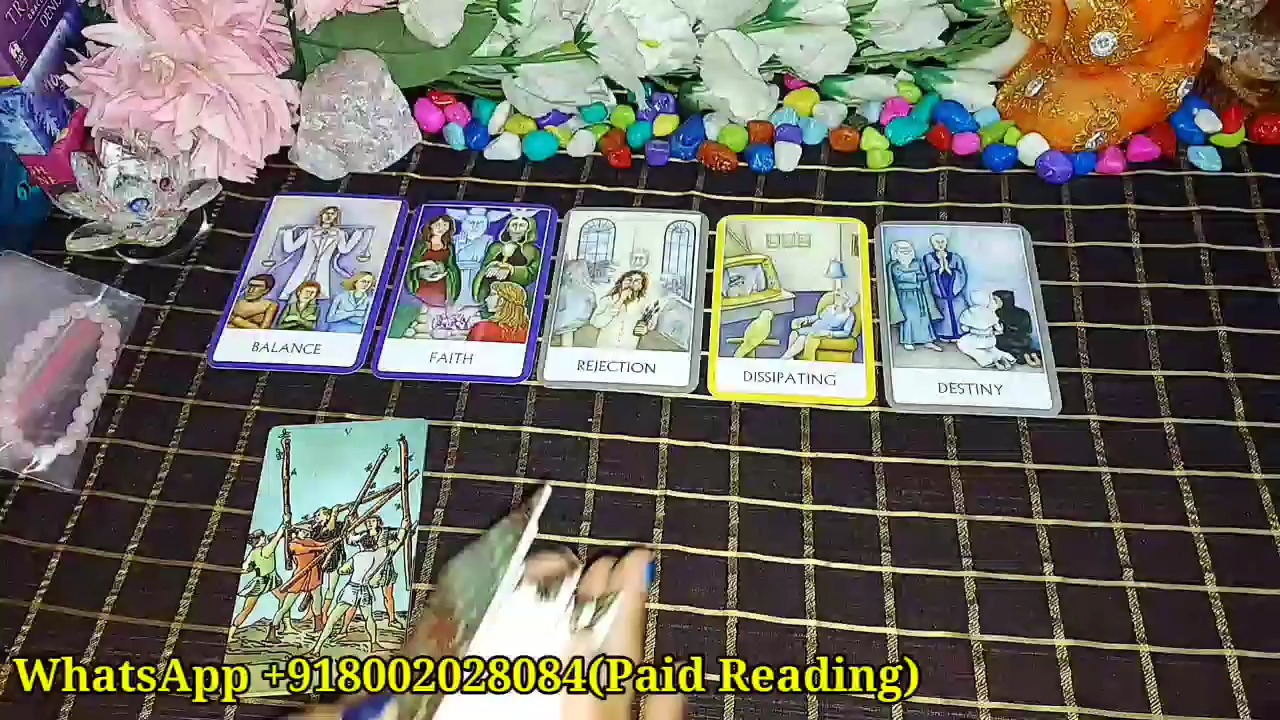 BALANCE
FAITH
REJECTION
DISSIPATING
DESTINY
V
WhatsApp +918002028084(Paid Reading)